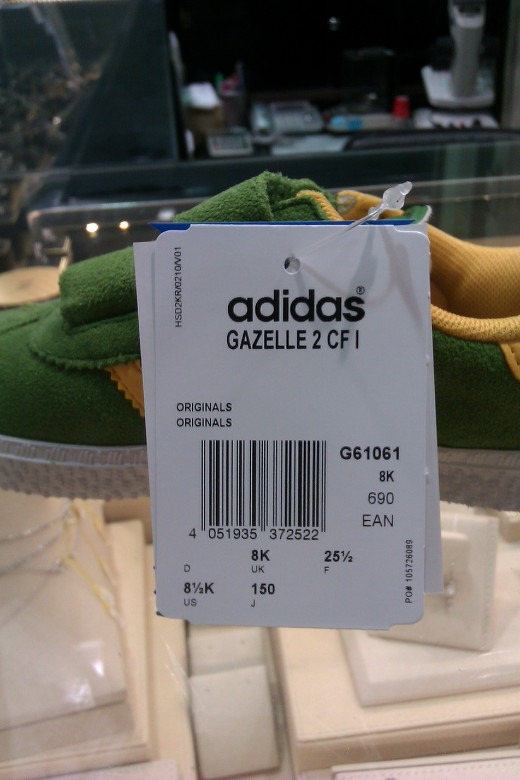 HSD2KR/0210/V01
adidas®
GAZELLE 2 CF I
ORIGINALS
ORIGINALS
G61061
8K
690
EAN
4 051935 372522
8K 25½
D UK F
8½K 150
US J
PO# 105726089